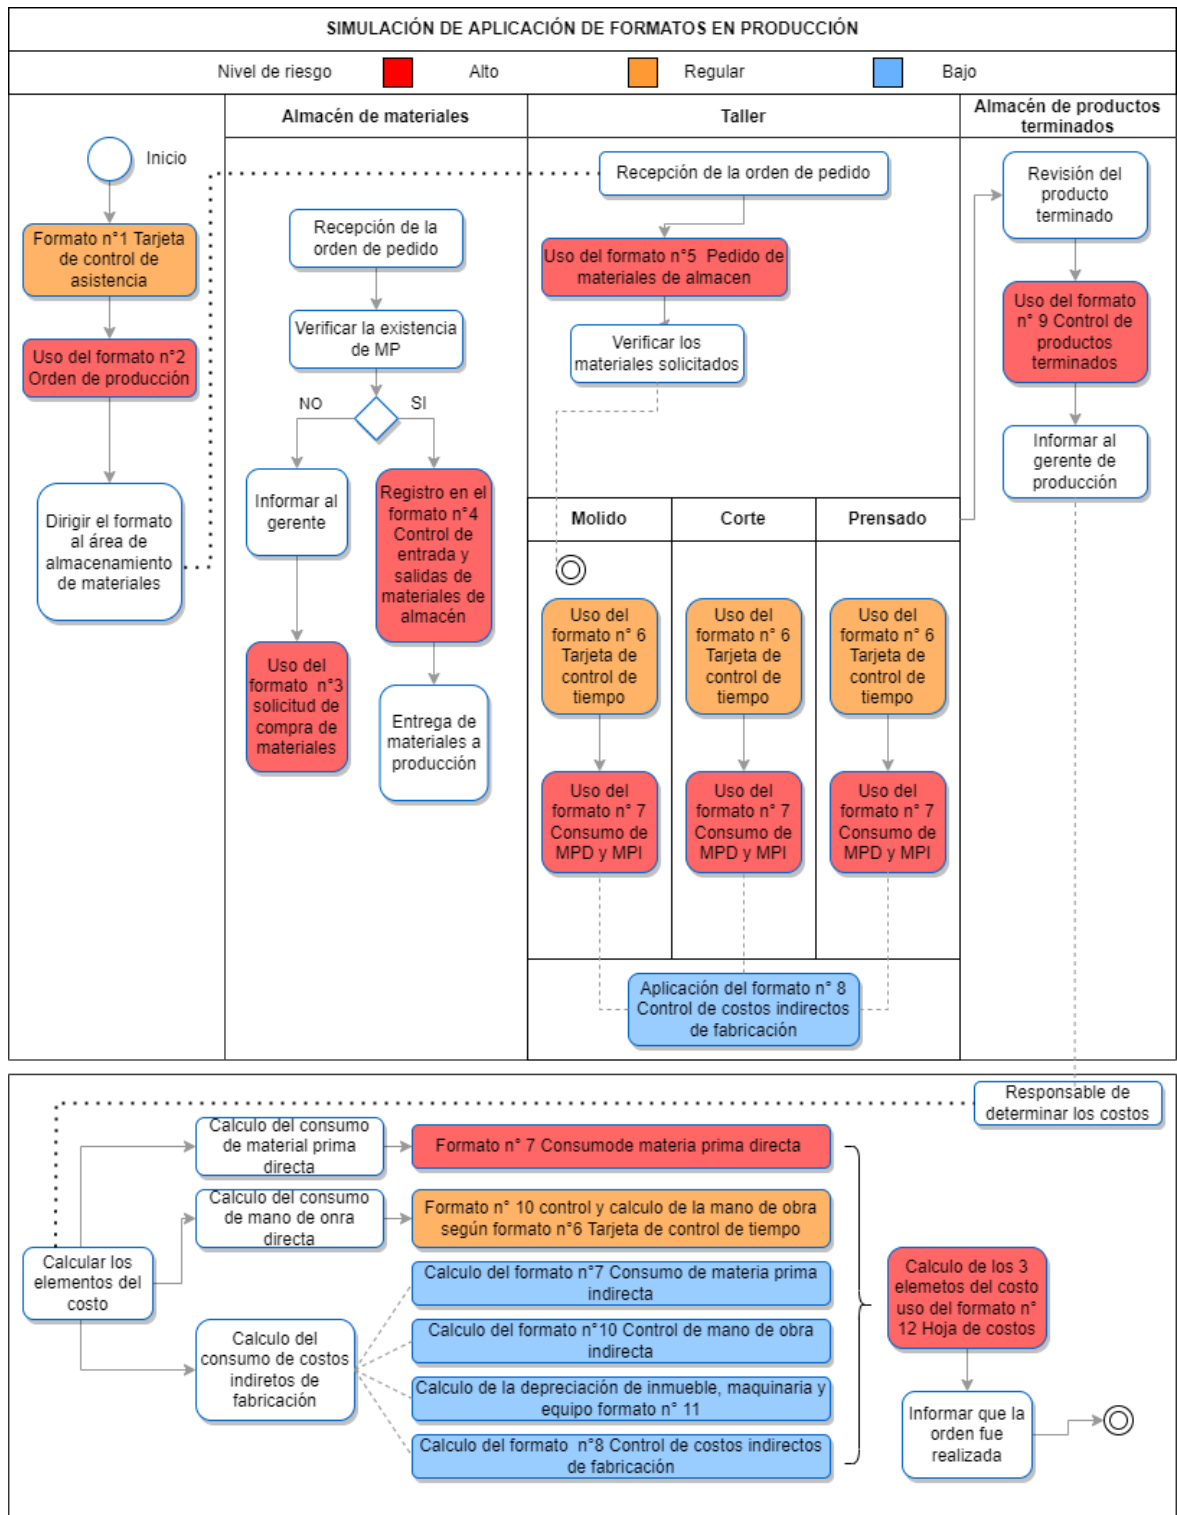 SIMULACIÓN DE APLICACIÓN DE FORMATOS EN PRODUCCIÓN
Nivel de riesgo
Alto
Regular
Bajo
Inicio
Formato n°1 Tarjeta
de control de
asistencia
Uso del formato n°2
Orden de producción
Dirigir el formato
al área de
almacenamiento
de materiales
Almacén de materiales
Recepción de la
orden de pedido
Verificar la existencia
de MP
NO
SI
Informar al
gerente
Uso del
formato n°3
solicitud de
compra de
materiales
Registro en el
formato n°4
Control de
entrada y
salidas de
materiales de
almacén
Entrega de
materiales a
producción
Taller
Recepción de la orden de pedido
Uso del formato n°5 Pedido de
materiales de almacen
Verificar los
materiales solicitados
Molido
Corte
Prensado
Uso del
formato n° 6
Tarjeta de
control de
tiempo
Uso del
formato n° 6
Tarjeta de
control de
tiempo
Uso del
formato n° 6
Tarjeta de
control de
tiempo
Uso del
formato n° 7
Consumo de
MPD y MPI
Uso del
formato n° 7
Consumo de
MPD y MPI
Uso del
formato n° 7
Consumo de
MPD y MPI
Aplicación del formato n° 8
Control de costos indirectos
de fabricación
Almacén de productos
terminados
Revisión del
producto
terminado
Uso del formato
n° 9 Control de
productos
terminados
Informar al
gerente de
producción
Responsable de
determinar los costos
Calcular los
elementos del
costo
Calculo del consumo
de material prima
directa
Formato n° 7 Consumode materia prima directa
Calculo del consumo
de mano de onra
directa
Formato n° 10 control y calculo de la mano de obra
según formato n°6 Tarjeta de control de tiempo
Calculo del
consumo de costos
indiretos de
fabricación
Calculo del formato n°7 Consumo de materia prima
indirecta
Calculo del formato n°10 Control de mano de obra
indirecta
Calculo de la depreciación de inmueble, maquinaria y
equipo formato n° 11
Calculo del formato n°8 Control de costos indirectos
de fabricación
Calculo de los 3
elemetos del costo
uso del formato n°
12 Hoja de costos
Informar que la
orden fue
realizada